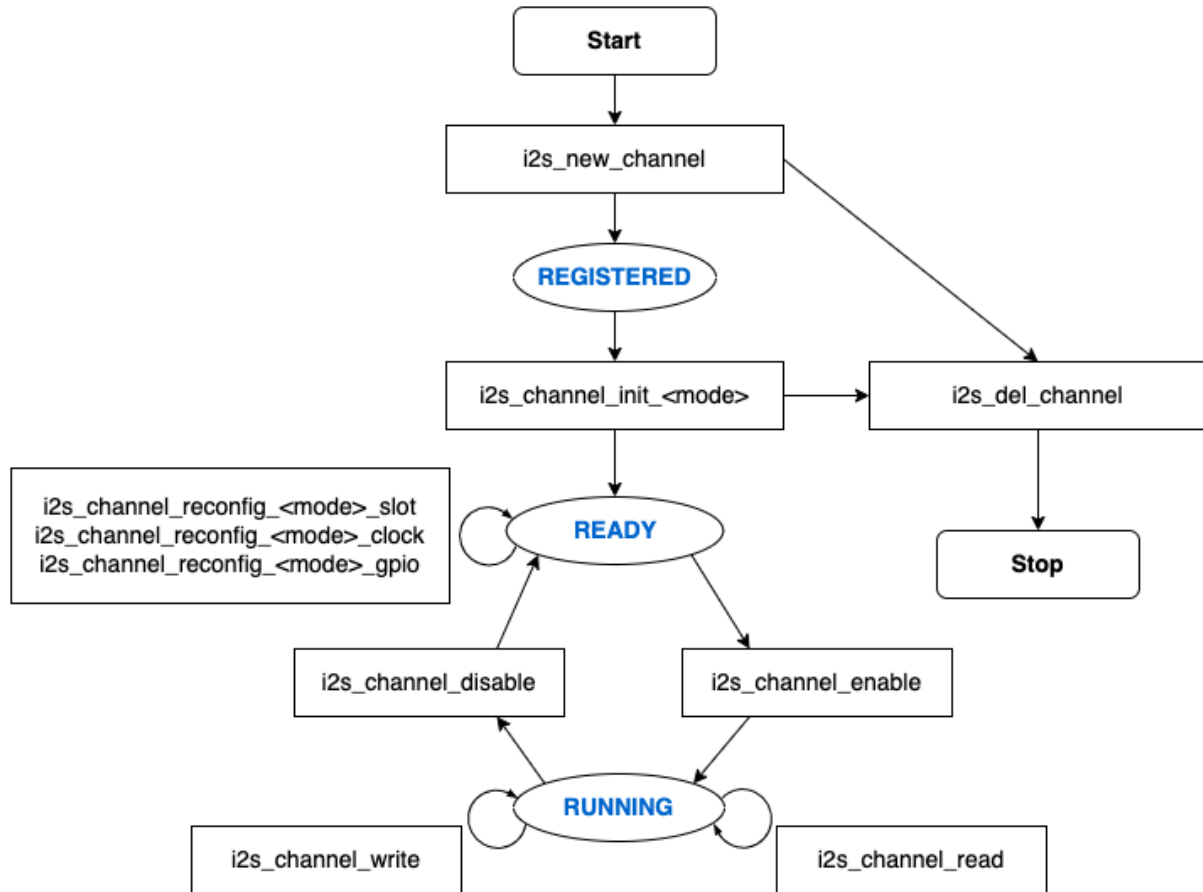 Start
i2s_new_channel
REGISTERED
i2s_channel_init_<mode>
i2s_del_channel
i2s_channel_reconfig_<mode>_slot
i2s_channel_reconfig_<mode>_clock
i2s_channel_reconfig_<mode>_gpio
READY
Stop
i2s_channel_disable
i2s_channel_enable
RUNNING
i2s_channel_write
i2s_channel_read